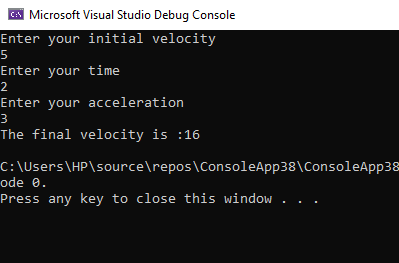 Microsoft Visual Studio Debug Console
Enter your initial velocity
5
Enter your time
2
Enter your acceleration
3
The final velocity is :16
C:\Users\HP\source\repos\ConsoleApp38\ConsoleApp38
ode 0.
Press any key to close this window . . .